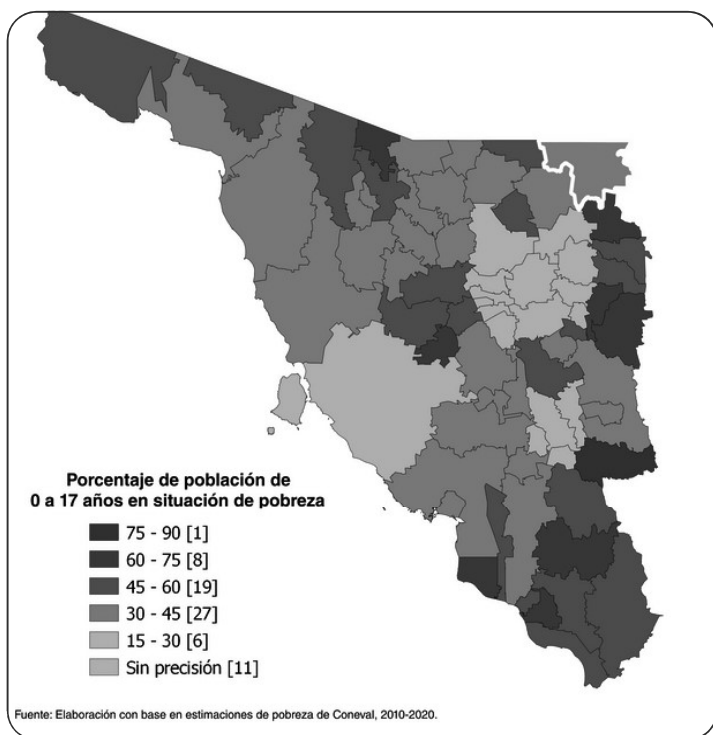 Porcentaje de población de
0 a 17 años en situación de pobreza
75 - 90 [1]
60 - 75 [8]
45 - 60 [19]
30 - 45 [27]
15 - 30 [6]
Sin precisión [11]
Fuente: Elaboración con base en estimaciones de pobreza de Coneval, 2010-2020.